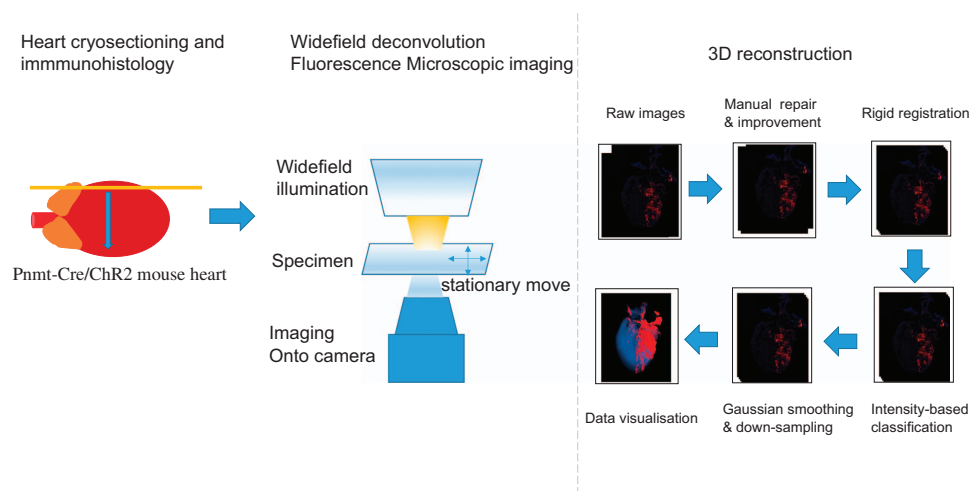 Heart cryosectioning and
immmunohistology
Pnmt-Cre/ChR2 mouse heart
Widefield deconvolution
Fluorescence Microscopic imaging
Widefield
illumination
Specimen
stationary move
Imaging
Onto camera
3D reconstruction
Raw images
Manual repair
& improvement
Rigid registration
Data visualisation
Gaussian smoothing
& down-sampling
Intensity-based
classification